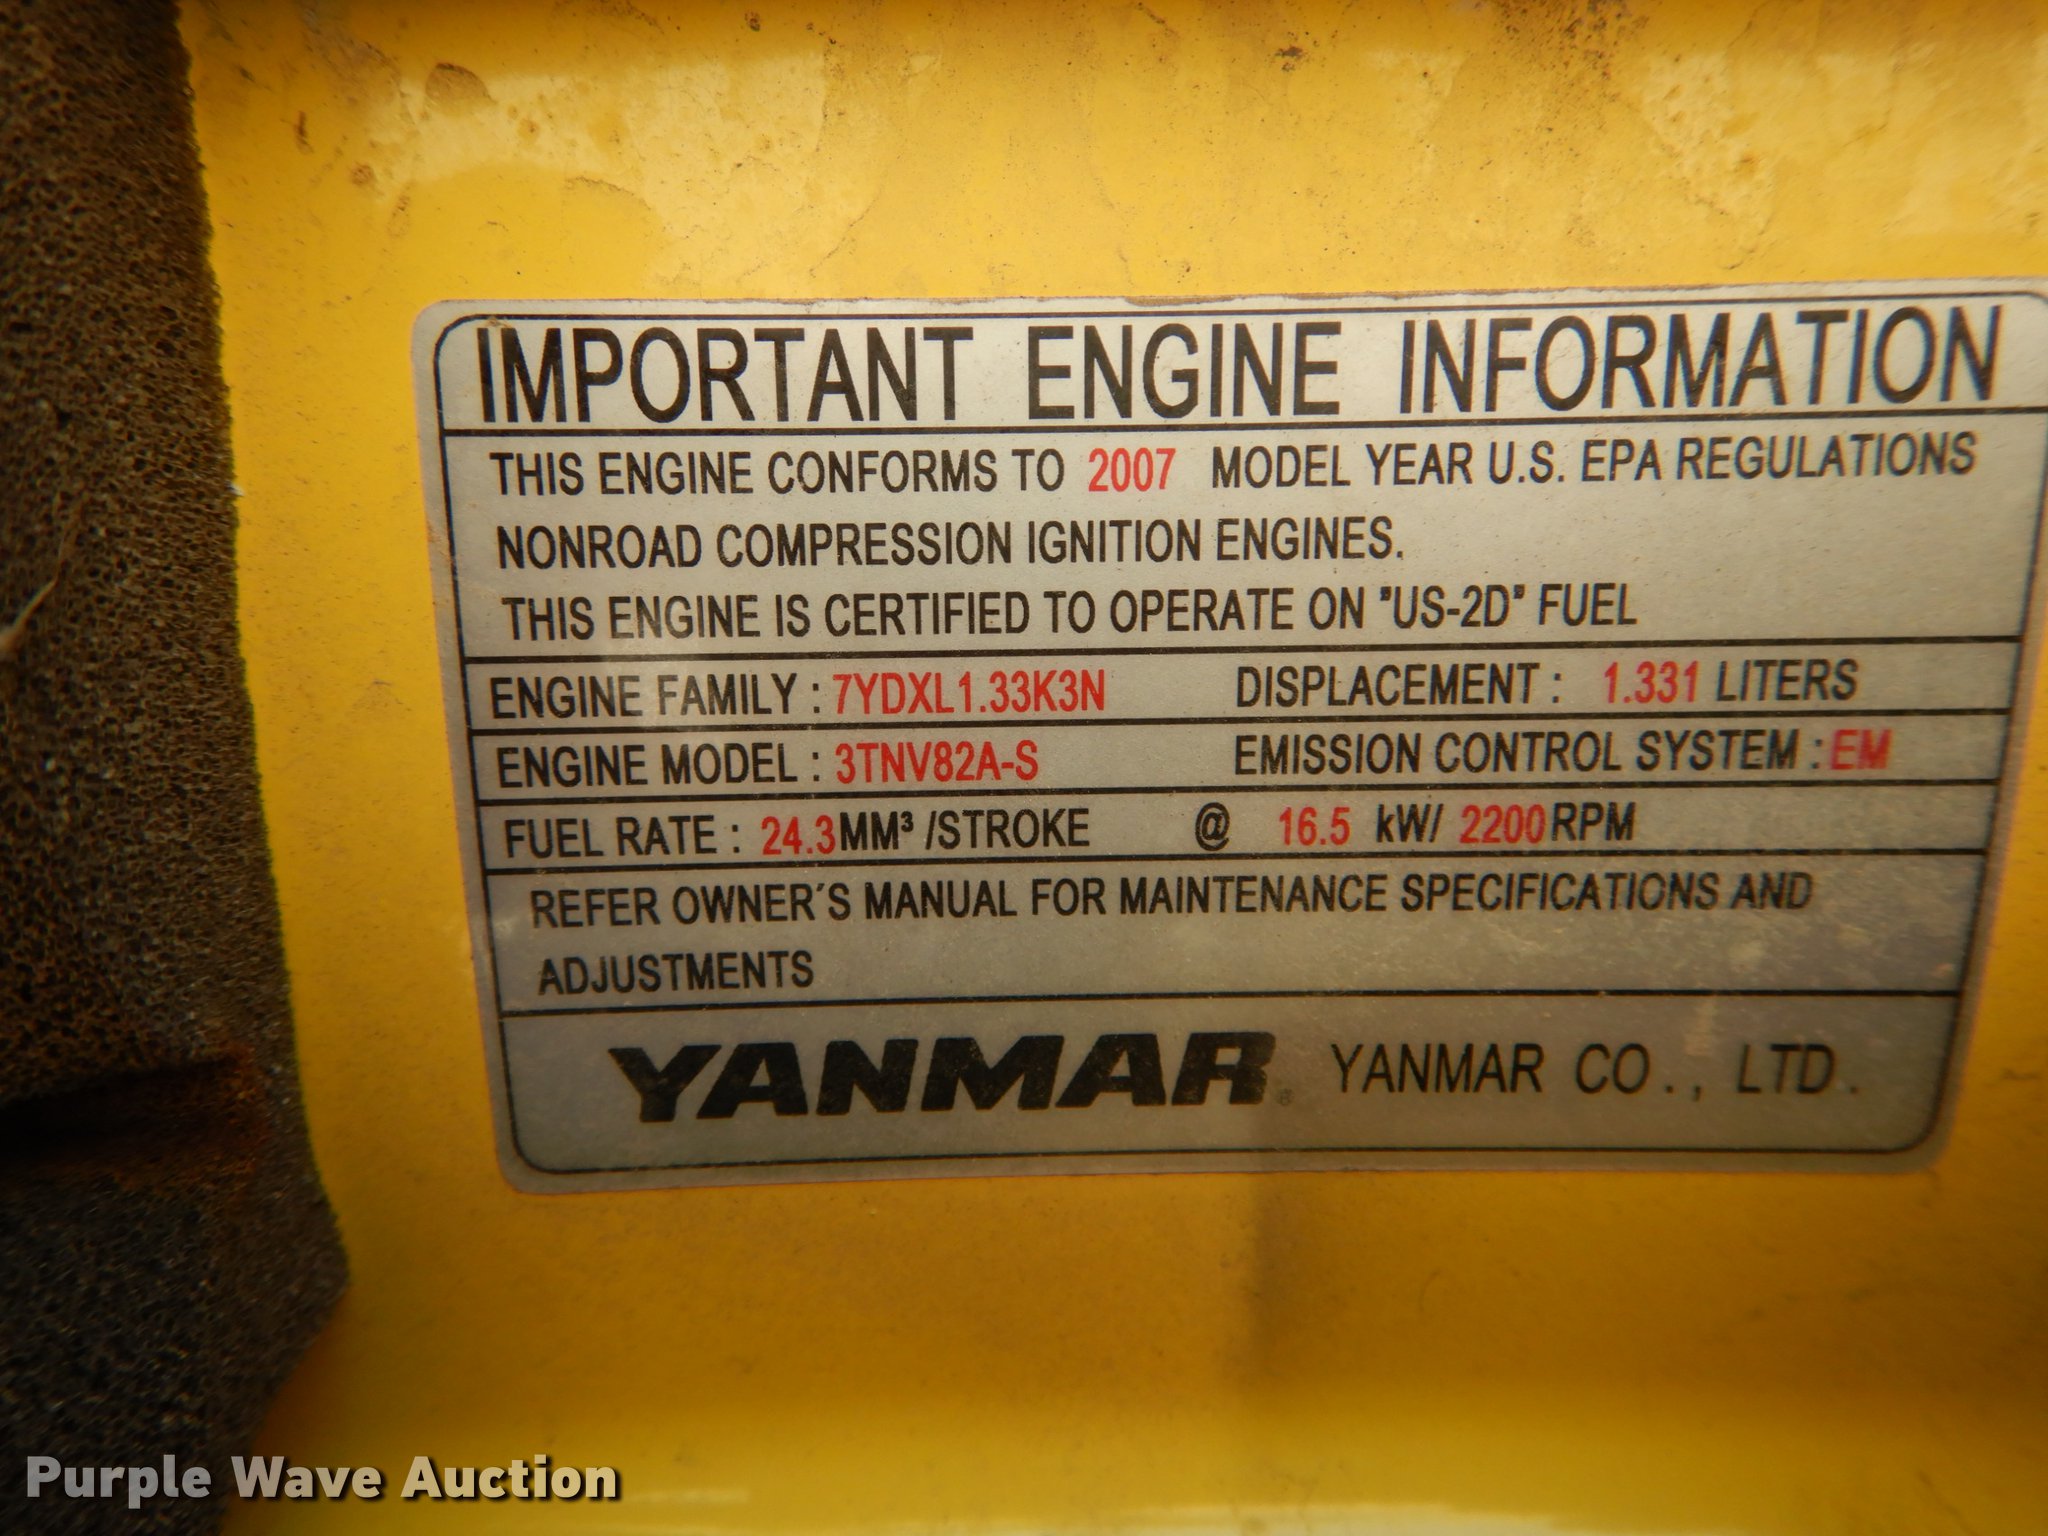 IMPORTANT ENGINE INFORMATION
THIS ENGINE CONFORMS TO 2007 MODEL YEAR U.S. EPA REGULATIONS
NONROAD COMPRESSION IGNITION ENGINES.
THIS ENGINE IS CERTIFIED TO OPERATE ON "US-2D" FUEL
ENGINE FAMILY : 7YDXL1.33K3N DISPLACEMENT : 1.331 LITERS
ENGINE MODEL : 3TNV82A-S EMISSION CONTROL SYSTEM : EM
FUEL RATE : 24.3MM³ /STROKE @ 16.5 kW/ 2200RPM
REFER OWNER'S MANUAL FOR MAINTENANCE SPECIFICATIONS AND
ADJUSTMENTS
YANMAR® YANMAR CO., LTD.
Purple Wave Auction